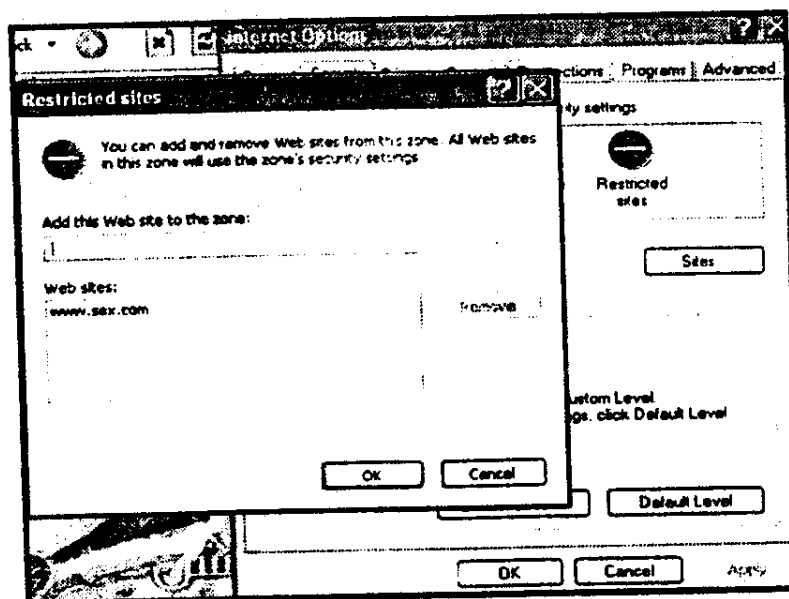 ck
Internet Options
ctions Programs Advanced
Restricted sites
ity settings
You can add and remove Web sites from this zone. All Web sites
in this zone will use the zone's security settings
Restricted
sites
Add this Web site to the zone:
Sites
Web sites:
www.sex.com
Remove
ustom Level.
ngs, click Default Level
OK Cancel
Default Level
OK Cancel Apply